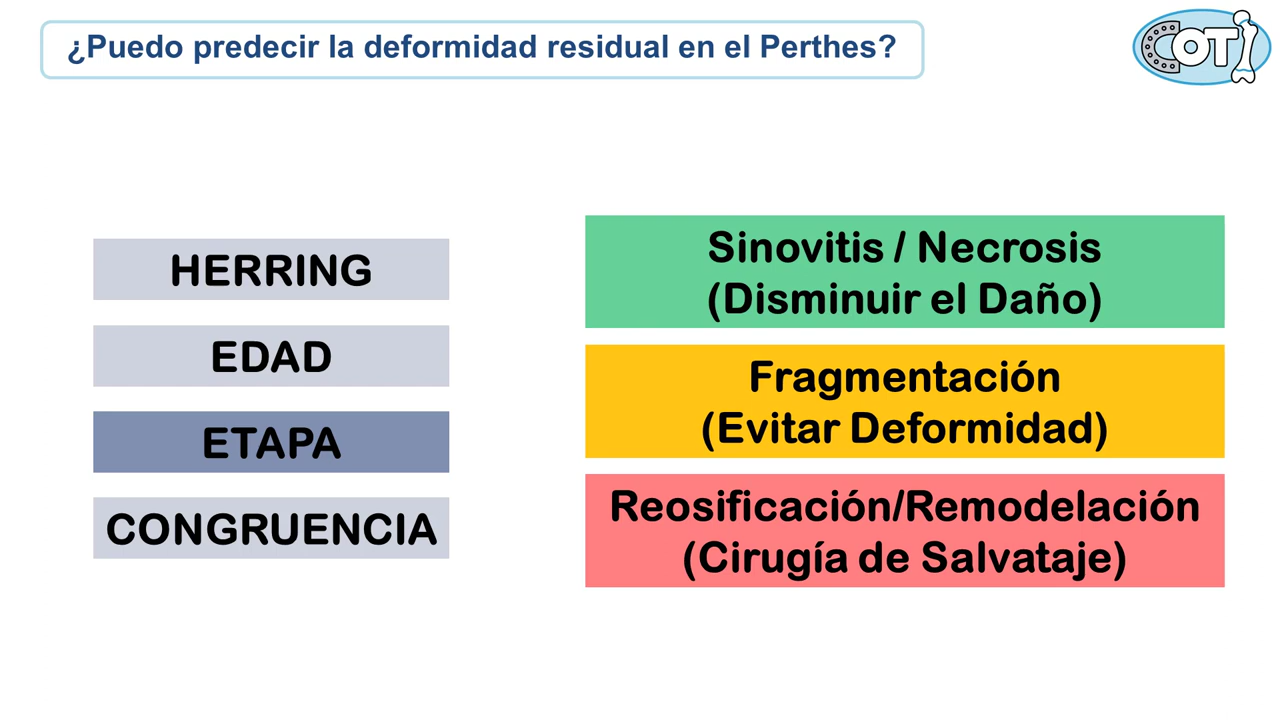 ¿Puedo predecir la deformidad residual en el Perthes?
COTI
HERRING
EDAD
ETAPA
CONGRUENCIA
Sinovitis / Necrosis
(Disminuir el Daño)
Fragmentación
(Evitar Deformidad)
Reosificación/Remodelación
(Cirugía de Salvataje)